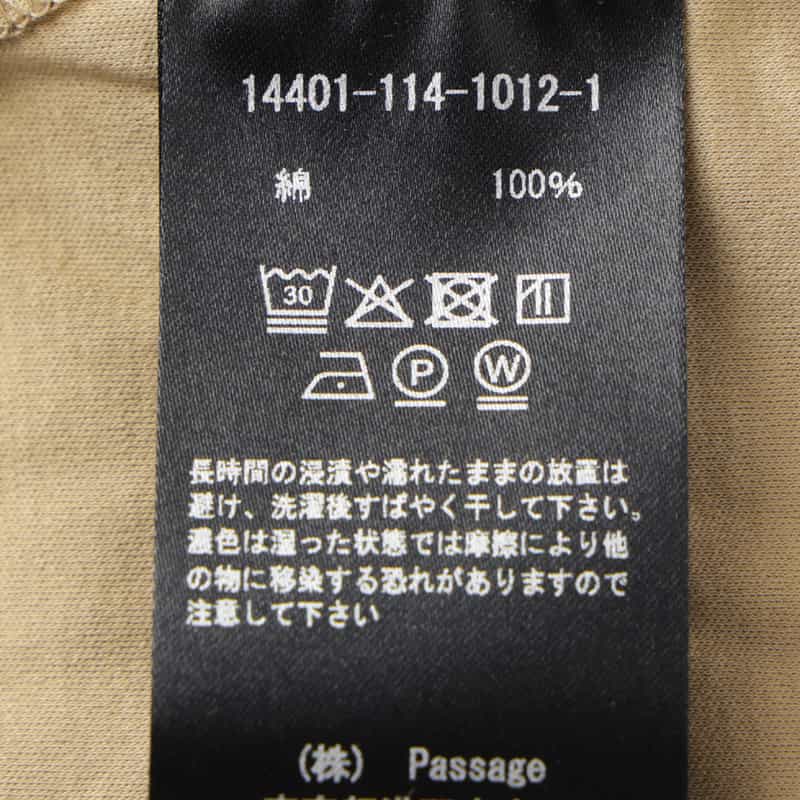 14401-114-1012-1
綿 100%
30
P W
長時間の浸漬や濡れたままの放置は
避け、洗濯後すばやく干して下さい。
濃色は湿った状態では摩擦により他
の物に移染する恐れがありますので
注意して下さい
(株) Passage